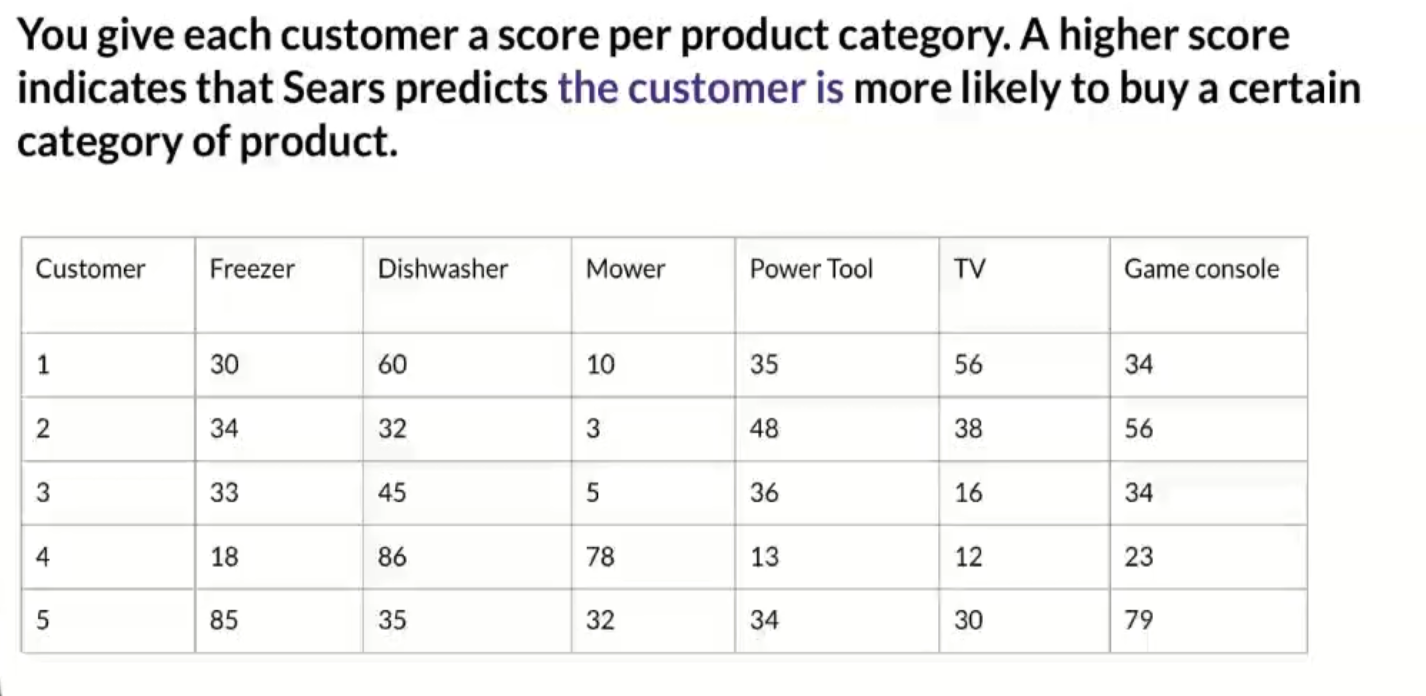 You give each customer a score per product category. A higher score
indicates that Sears predicts the customer is more likely to buy a certain
category of product.
Customer Freezer Dishwasher Mower Power Tool TV Game console
1 30 60 10 35 56 34
2 34 32 3 48 38 56
3 33 45 5 36 16 34
4 18 86 78 13 12 23
5 85 35 32 34 30 79